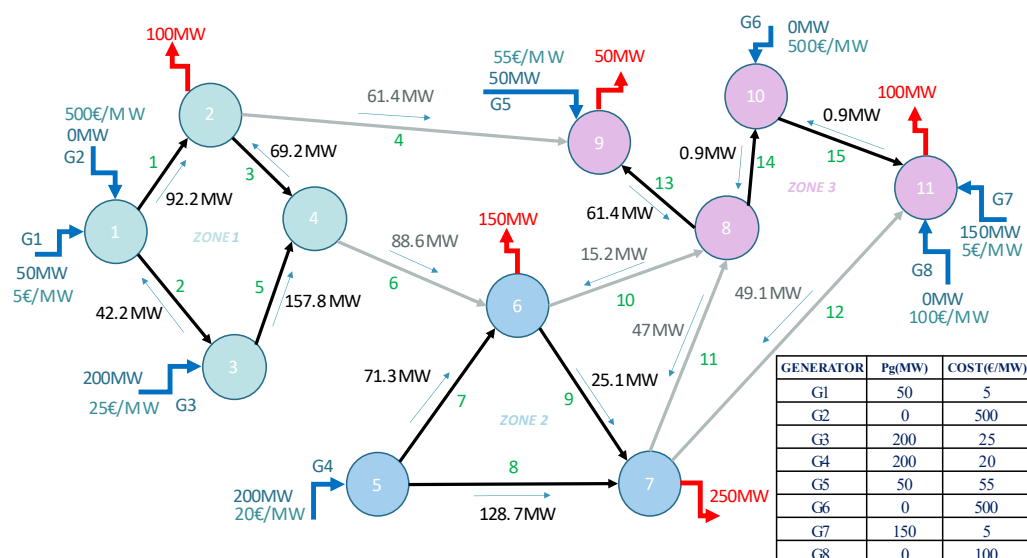 G6
0MW
500€/MW
100MW
55€/M W
50MW
G5
50MW
500€/M W
0MW
G2
2
61.4MW
4
9
10
0.9MW
100MW
15
1
3
69.2MW
92.2MW
0.9MW
14
13
ZONE 3
11
G1
1
50MW
5€/MW
ZONE 1
4
61.4MW
8
G7
150MW
5€/MW
G8
0MW
100€/MW
2
42.2MW
5
157.8MW
88.6MW
6
150MW
15.2MW
10
6
49.1MW
12
47MW
11
3
200MW
25€/MW
G3
71.3MW
7
9
25.1MW
ZONE 2
G4
5
8
7
200MW
20€/MW
128.7MW
250MW
GENERATOR Pg(MW) COST(€/MW)
G1 50 5
G2 0 500
G3 200 25
G4 200 20
G5 50 55
G6 0 500
G7 150 5
G8 0 100